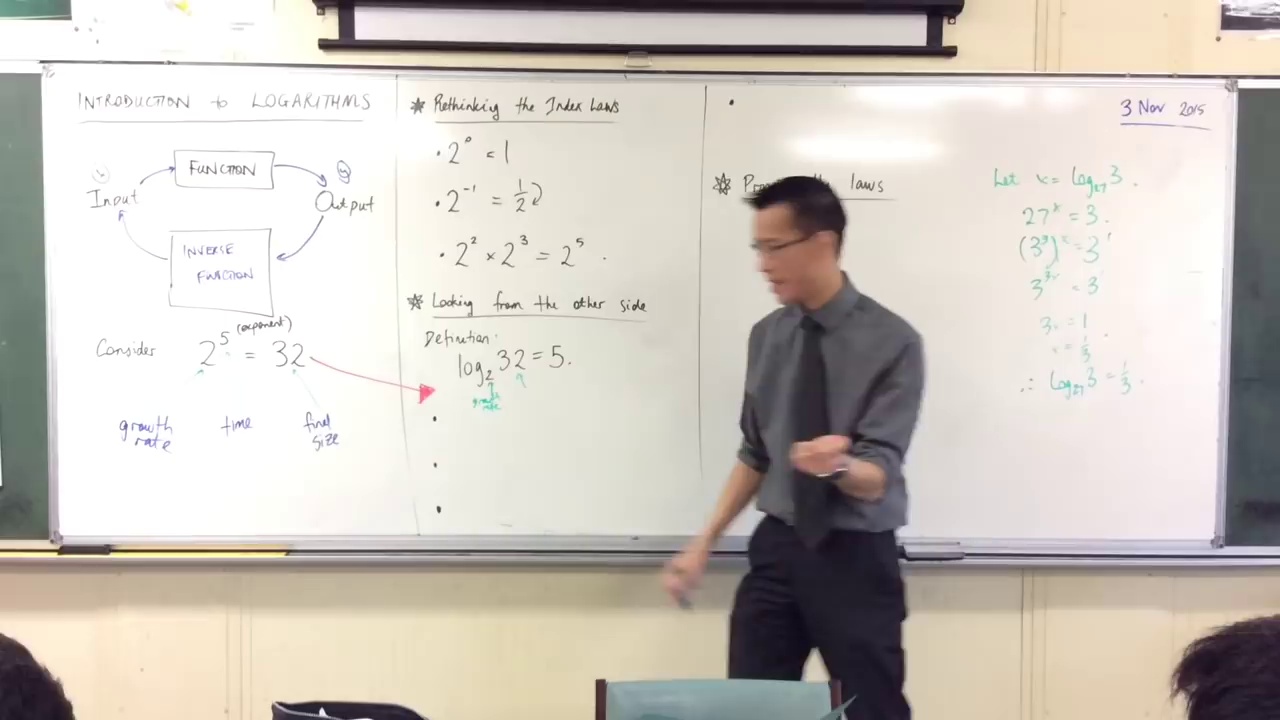 INTRODUCTION to LOGARITHMS
FUNCTION
Input
Output
INVERSE
FUNCTION
(exponent)
Consider 2⁵ = 32
growth
rate
time
final
size
* Rethinking the Index Laws
• 2⁰ = 1
• 2⁻¹ = 1/2
• 2² × 2³ = 2⁵ .
* Looking from the other side
Definition:
log₂ 32 = 5.
growth
rate
•
•
•
•
3 Nov 2015
* laws
Let x = log₂₇ 3 .
27ˣ = 3 .
(3³)ˣ = 3¹
3³ˣ = 3
3x = 1
x = 1/3 .
∴ log₂₇ 3 = 1/3 .